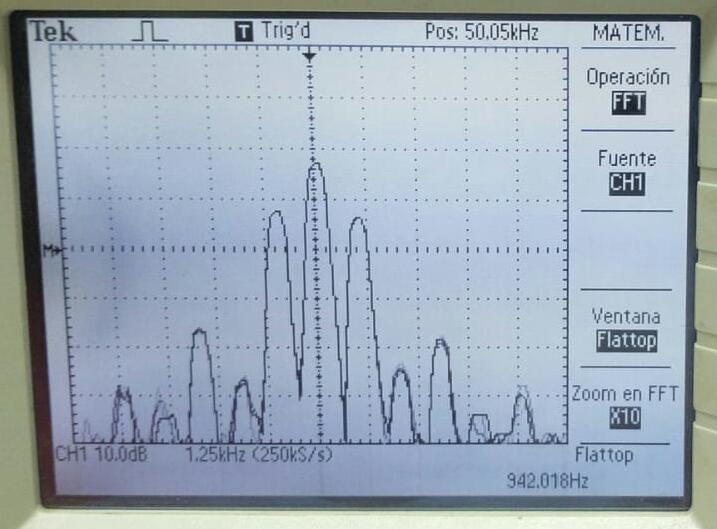 Tek T Trig'd Pos: 50.05kHz MATEM.
Operación
FFT
Fuente
CH1
M
Ventana
Flattop
Zoom en FFT
X10
CH1 10.0dB 1.25kHz (250kS/s) Flattop
942.018Hz